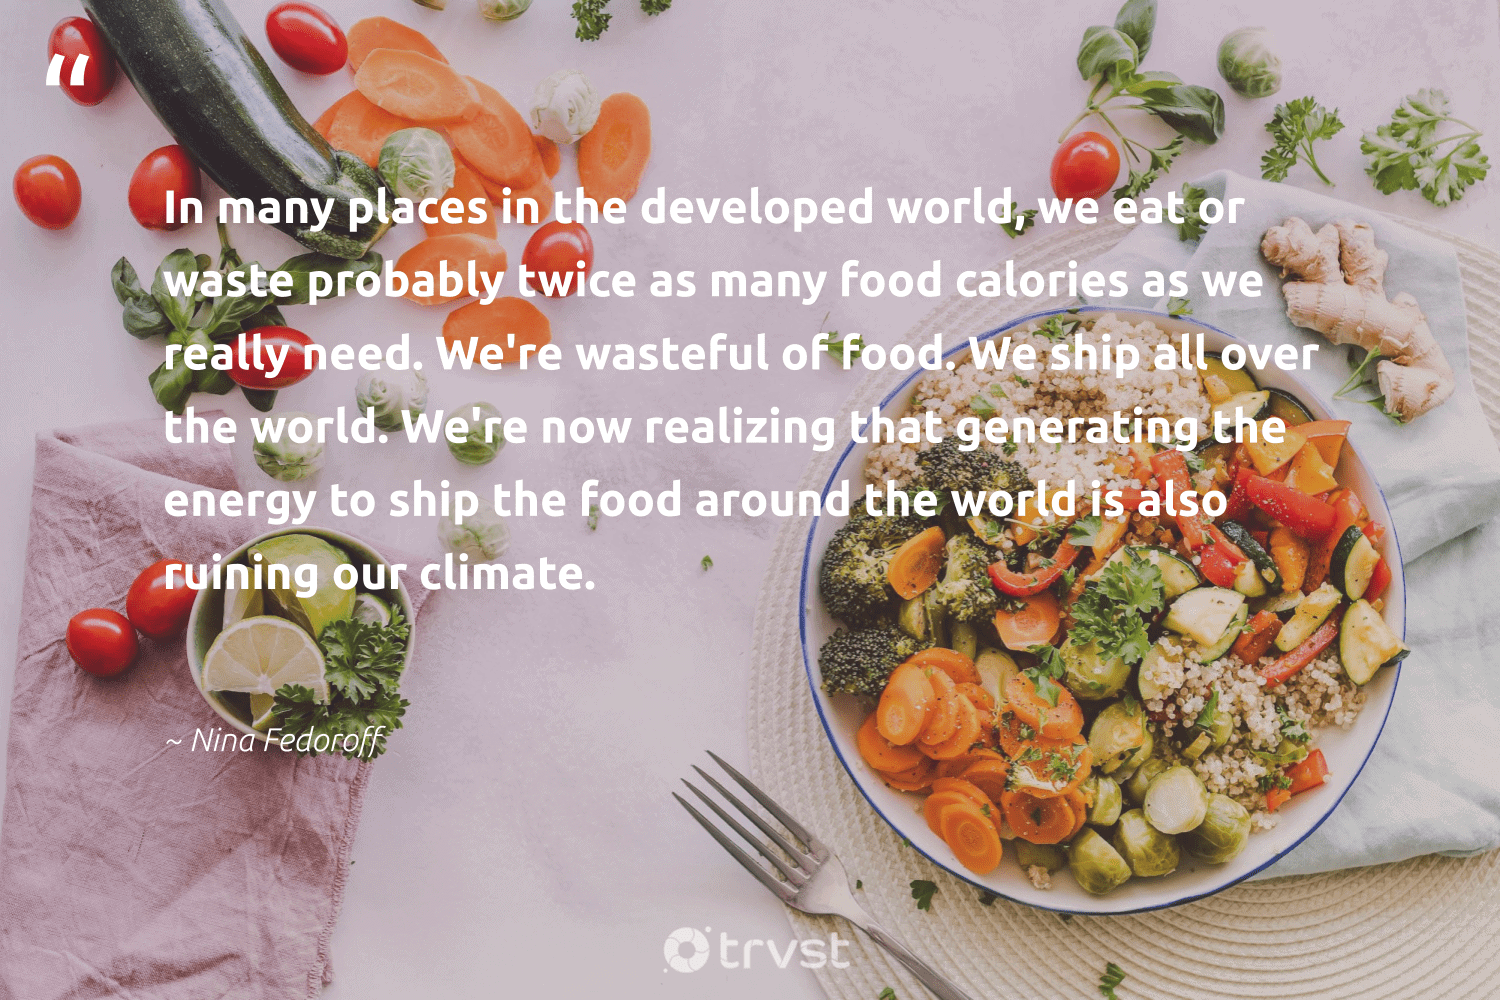 “
In many places in the developed world, we eat or
waste probably twice as many food calories as we
really need. We're wasteful of food. We ship all over
the world. We're now realizing that generating the
energy to ship the food around the world is also
ruining our climate.
~ Nina Fedoroff
trvst